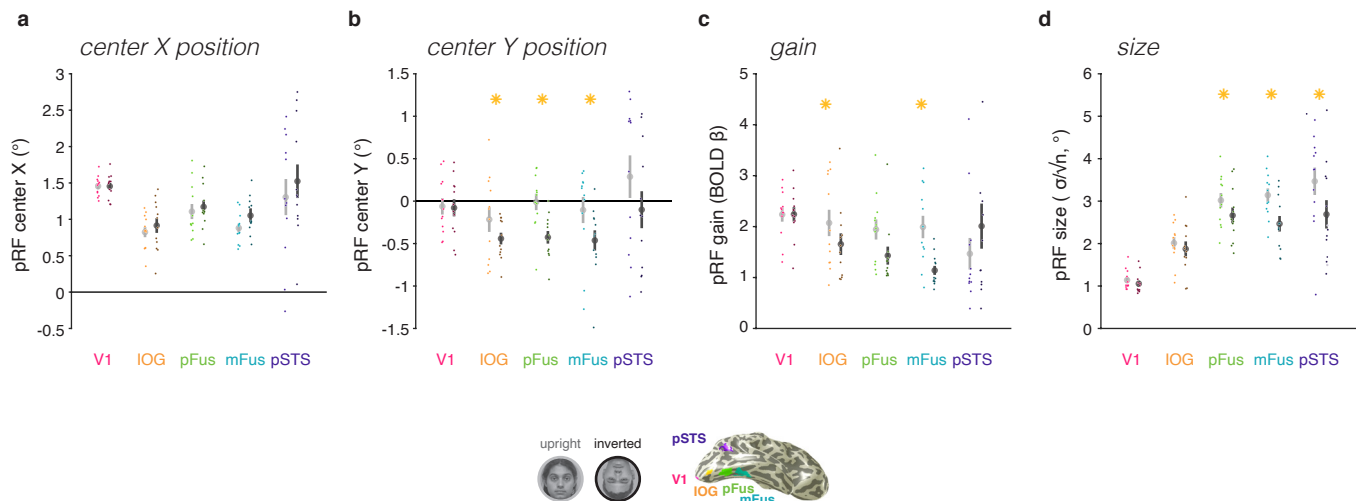 a
center X position
pRF center X (°)
3
2.5
2
1.5
1
0.5
0
-0.5
V1 IOG pFus mFus pSTS
b
center Y position
pRF center Y (°)
1.5
1
0.5
0
-0.5
-1
-1.5
V1 IOG pFus mFus pSTS
c
gain
pRF gain (BOLD β)
5
4
3
2
1
0
V1 IOG pFus mFus pSTS
d
size
pRF size ( σ/√n, °)
6
5
4
3
2
1
0
V1 IOG pFus mFus pSTS
upright inverted
pSTS
V1
IOG pFus
mFus